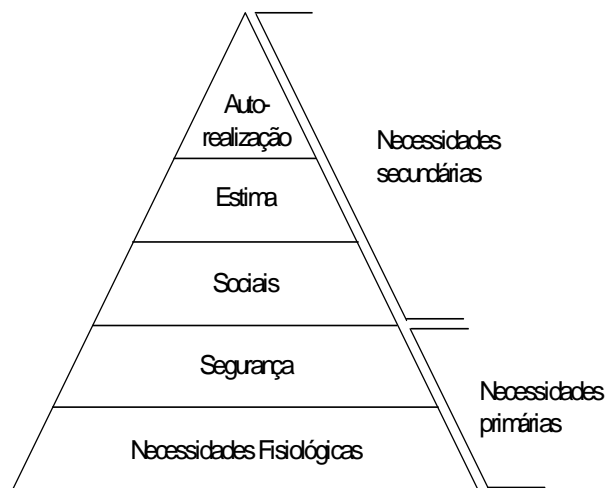 Auto-
realização
Necessidades
secundárias
Estima
Sociais
Segurança
Necessidades
primárias
Necessidades Fisiológicas